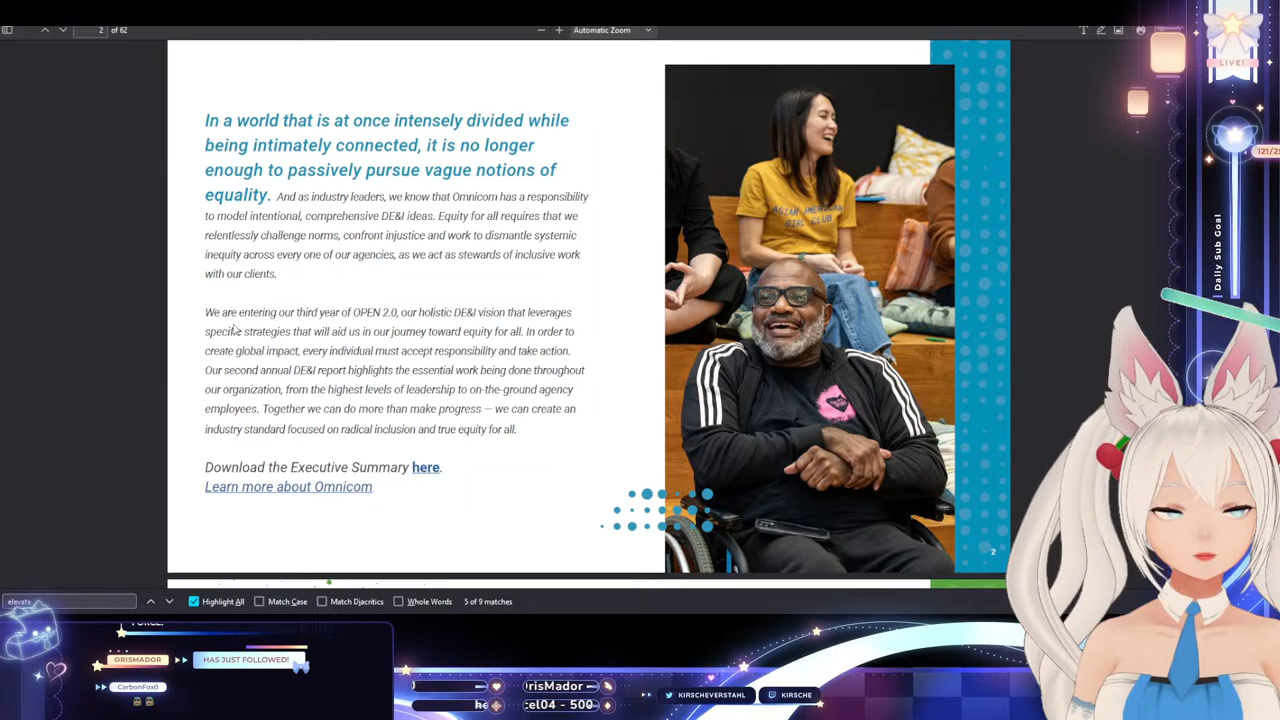 2 of 62
Automatic Zoom
LIVE!
In a world that is at once intensely divided while
being intimately connected, it is no longer
enough to passively pursue vague notions of
equality. And as industry leaders, we know that Omnicom has a responsibility
to model intentional, comprehensive DE&I ideas. Equity for all requires that we
relentlessly challenge norms, confront injustice and work to dismantle systemic
inequity across every one of our agencies, as we act as stewards of inclusive work
with our clients.
We are entering our third year of OPEN 2.0, our holistic DE&I vision that leverages
specific strategies that will aid us in our journey toward equity for all. In order to
create global impact, every individual must accept responsibility and take action.
Our second annual DE&I report highlights the essential work being done throughout
our organization, from the highest levels of leadership to on-the-ground agency
employees. Together we can do more than make progress — we can create an
industry standard focused on radical inclusion and true equity for all.
Download the Executive Summary here.
Learn more about Omnicom
ASIAN AMERICAN
GIRL CLUB
2
121/25
Daily Sub Goal
elevate
Highlight All
Match Case
Match Diacritics
Whole Words
5 of 9 matches
ORISMADOR
HAS JUST FOLLOWED!
CarbonFox0
OrisMador
cel04 - 500
KIRSCHEVERSTAHL
KIRSCHE